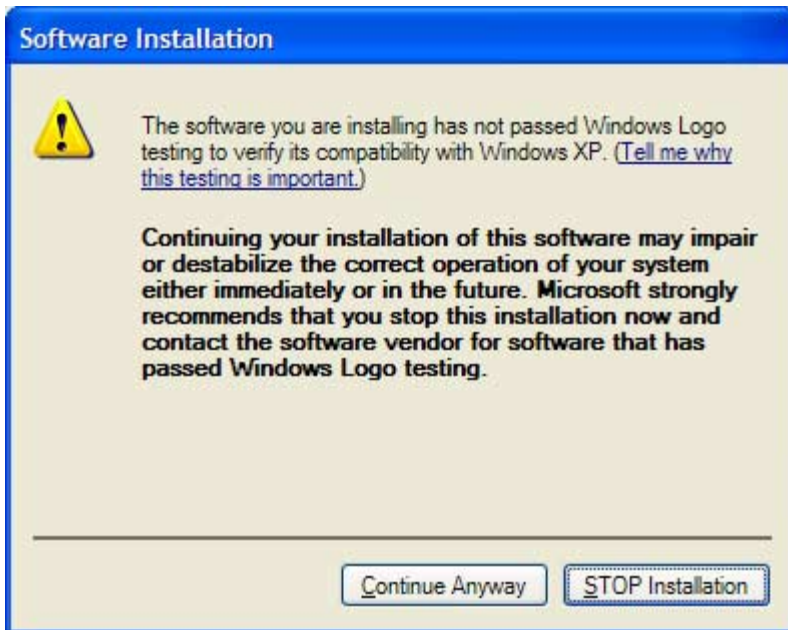 Software Installation
The software you are installing has not passed Windows Logo
testing to verify its compatibility with Windows XP. (Tell me why
this testing is important.)
Continuing your installation of this software may impair
or destabilize the correct operation of your system
either immediately or in the future. Microsoft strongly
recommends that you stop this installation now and
contact the software vendor for software that has
passed Windows Logo testing.
Continue Anyway
STOP Installation